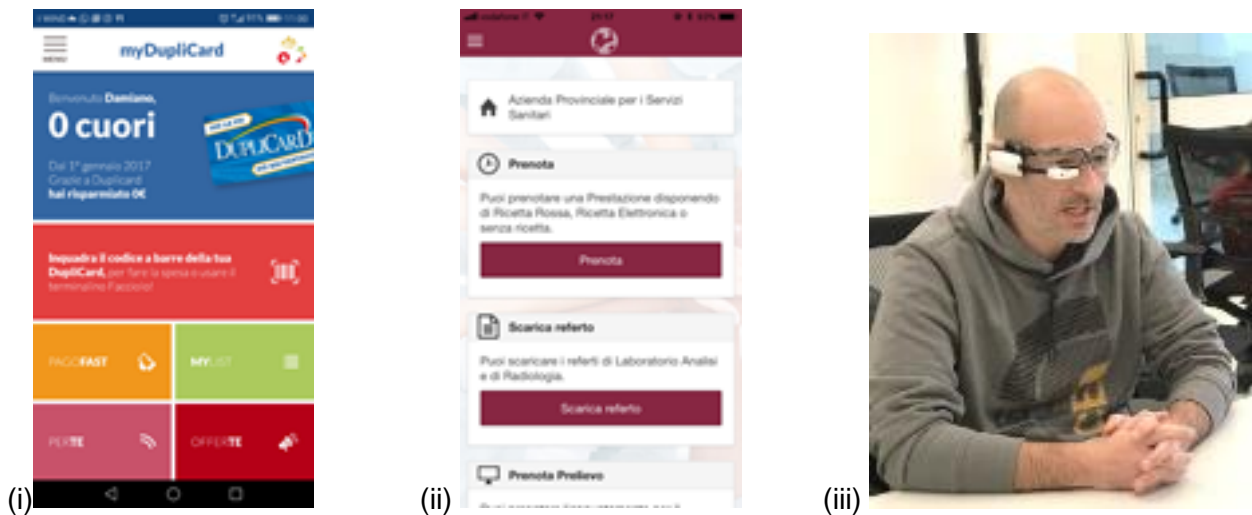 MENU
myDupliCard
Benvenuto Damiano,
0 cuori
Dal 1° gennaio 2017
Grazie a Duplicard
hai risparmiato 0€
DUPLICARD
Inquadra il codice a barre della tua
DupliCard, per fare la spesa o usare il
terminalino Facciolo!
PAGOFAST
MYLIST
PERTE
OFFERTE
(i)
21:17
Azienda Provinciale per i Servizi
Sanitari
Prenota
Puoi prenotare una Prestazione disponendo
di Ricetta Rossa, Ricetta Elettronica o
senza ricetta.
Prenota
Scarica referto
Puoi scaricare i referti di Laboratorio Analisi
e di Radiologia.
Scarica referto
Prenota Prelievo
(ii)
(iii)